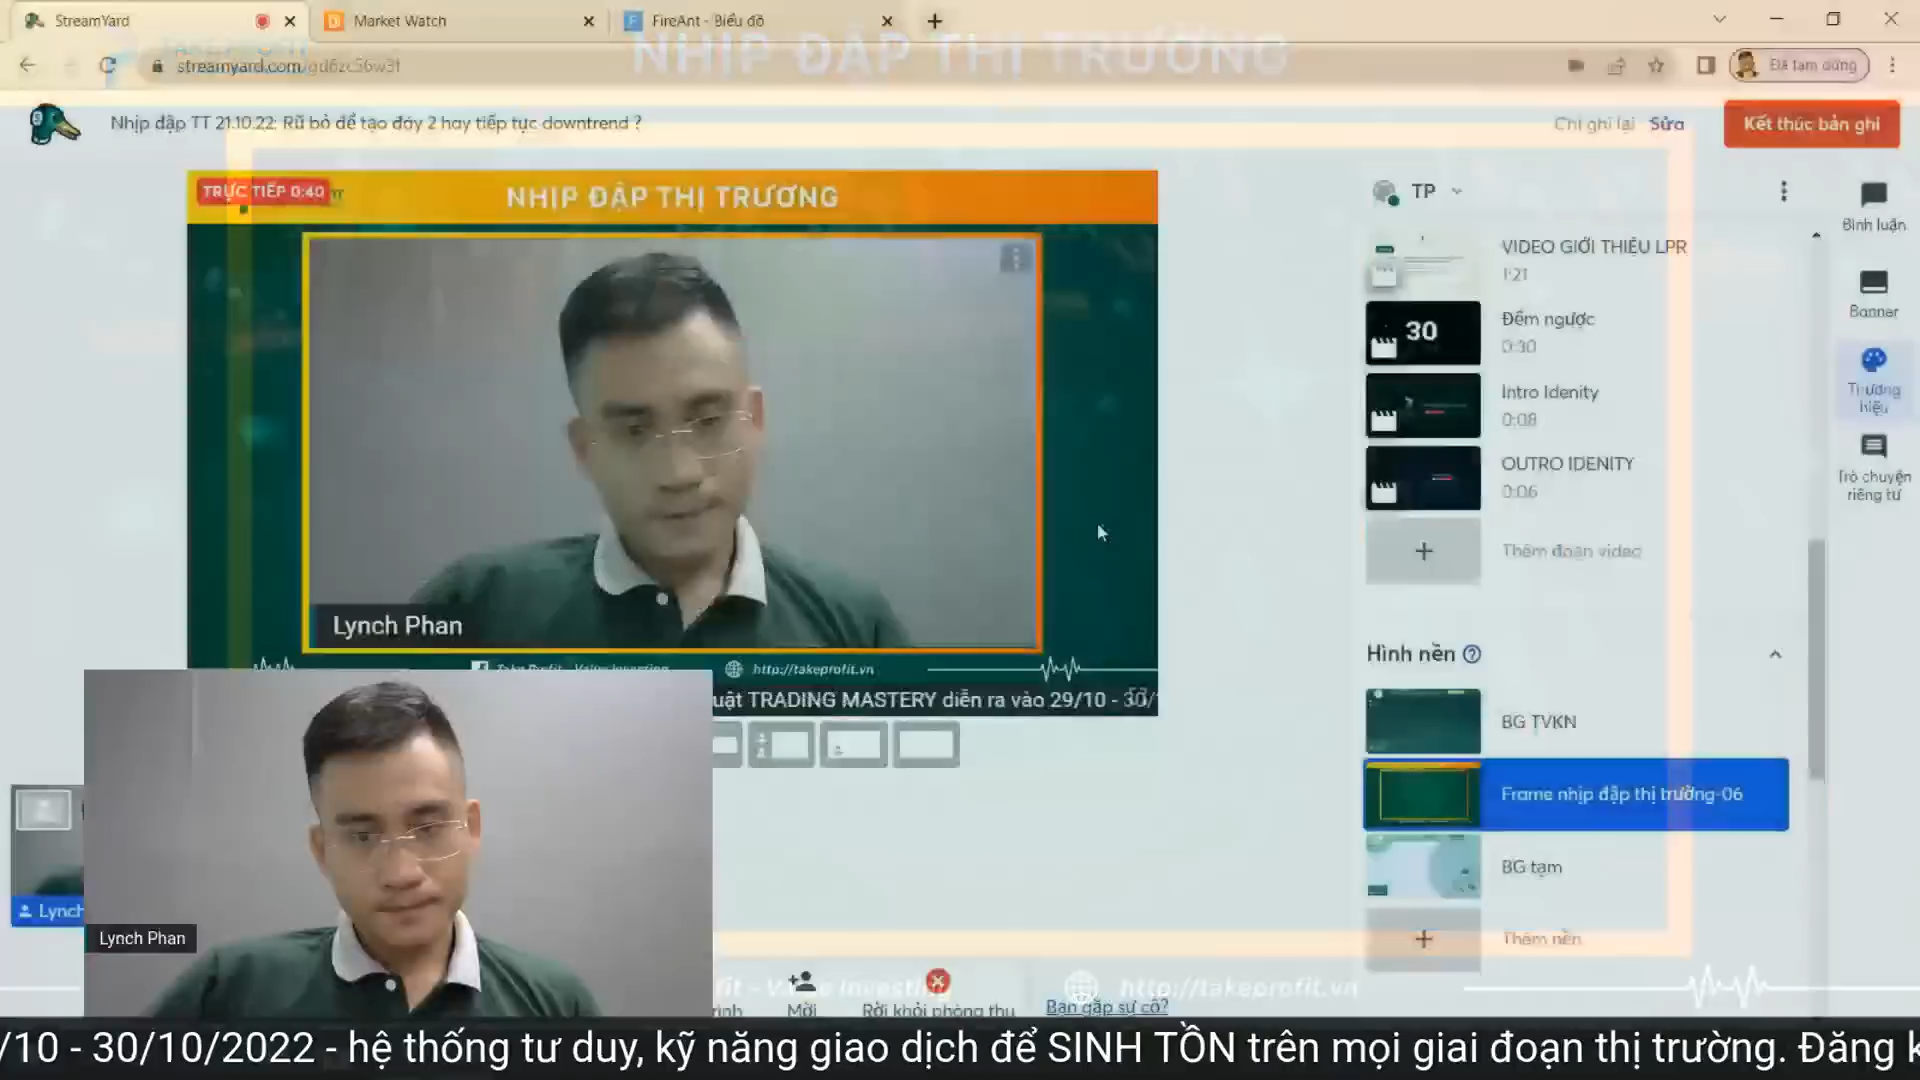 StreamYard
Market Watch
FireAnt - Biểu đồ
NHỊP ĐẬP THỊ TRƯỜNG
streamyard.com/gd6zc56w3f
Đã tạm dừng
Nhịp đập TT 21.10.22: Rũ bỏ để tạo đáy 2 hay tiếp tục downtrend ?
Chỉ ghi lại Sửa
Kết thúc bản ghi
TRỰC TIẾP 0:40
NHỊP ĐẬP THỊ TRƯỜNG
TP
Bình luận
VIDEO GIỚI THIỆU LPR
1:21
Banner
30
Đếm ngược
0:30
Thương
hiệu
Intro Idenity
0:08
OUTRO IDENITY
0:06
Trò chuyện
riêng tư
Thêm đoạn video
Lynch Phan
Hình nền
http://takeprofit.vn
uật TRADING MASTERY diễn ra vào 29/10 - 30/1
BG TVKN
Frame nhịp đập thị trường-06
BG tạm
Lynch
Lynch Phan
Thêm nền
Mời
Rời khỏi phòng thu
Bạn gặp sự cố?
http://takeprofit.vn
/10 - 30/10/2022 - hệ thống tư duy, kỹ năng giao dịch để SINH TỒN trên mọi giai đoạn thị trường. Đăng k